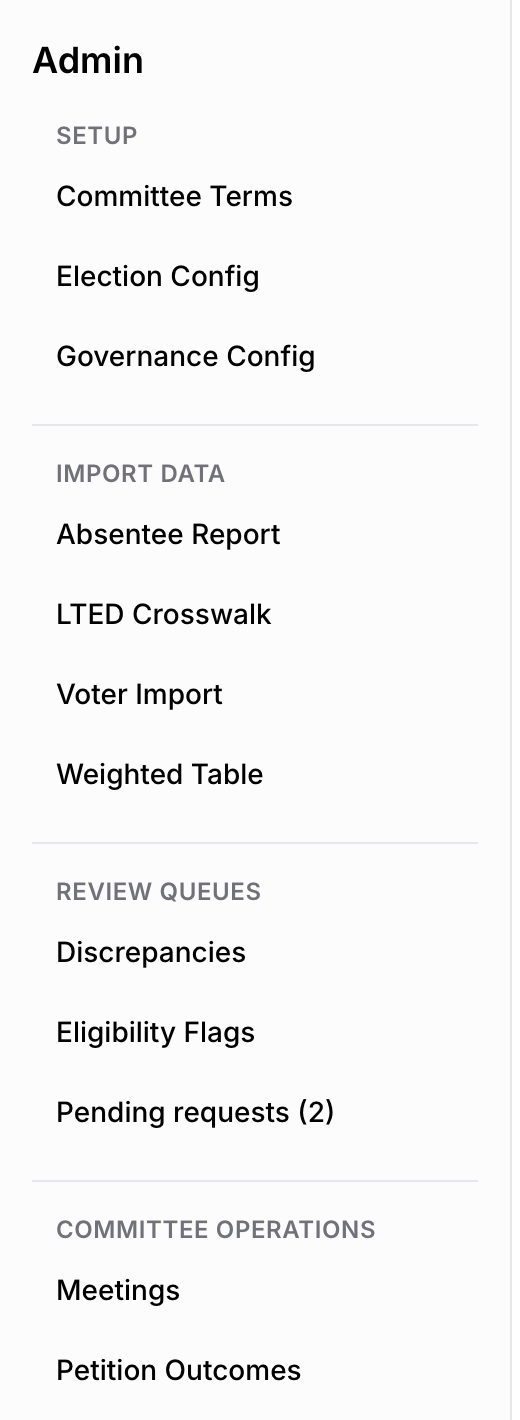 Admin
SETUP
Committee Terms
Election Config
Governance Config
IMPORT DATA
Absentee Report
LTED Crosswalk
Voter Import
Weighted Table
REVIEW QUEUES
Discrepancies
Eligibility Flags
Pending requests (2)
COMMITTEE OPERATIONS
Meetings
Petition Outcomes